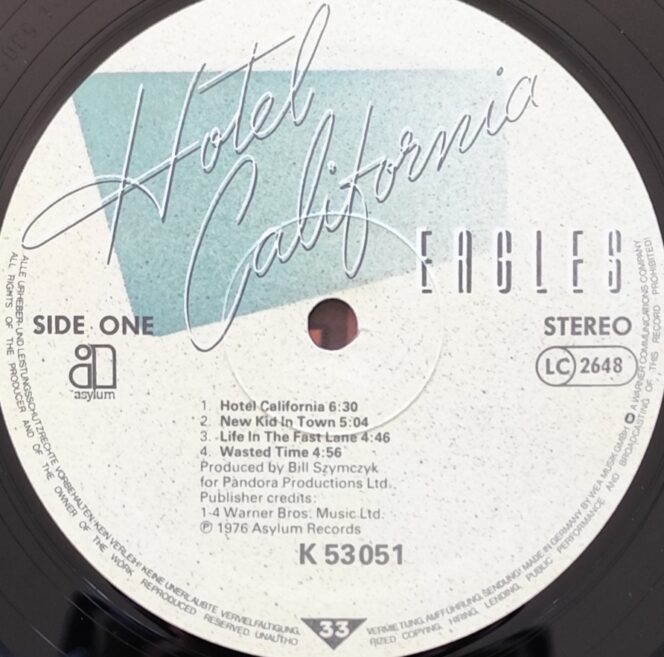 Hotel
California
EAGLES
SIDE ONE
STEREO
asylum
LC 2648
1. Hotel California 6:30
2. New Kid In Town 5:04
3. Life In The Fast Lane 4:46
4. Wasted Time 4:56
Produced by Bill Szymczyk
for Pandora Productions Ltd.
Publisher credits:
1-4 Warner Bros. Music Ltd.
℗ 1976 Asylum Records
K 53051
33
ALLE URHEBER- UND LEISTUNGSSCHUTZRECHTE VORBEHALTEN! KEIN VERLEIH! KEINE UNERLAUBTE VERVIELFÄLTIGUNG, VERMIETUNG, AUFFÜHRUNG, SENDUNG! MADE IN GERMANY BY WEA MUSIK GMBH A WARNER COMMUNICATIONS COMPANY
ALL RIGHTS OF THE PRODUCER AND OF THE OWNER OF THE WORK REPRODUCED RESERVED. UNAUTHORIZED COPYING, HIRING, LENDING, PUBLIC PERFORMANCE AND BROADCASTING OF THIS RECORD PROHIBITED!